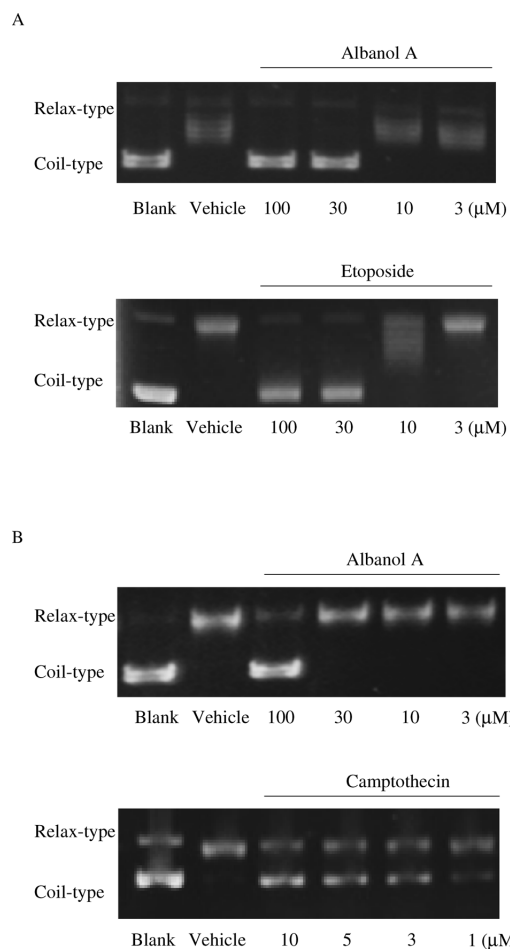 A
Albanol A
Relax-type
Coil-type
Blank Vehicle 100 30 10 3 (μM)
Etoposide
Relax-type
Coil-type
Blank Vehicle 100 30 10 3 (μM)
B
Albanol A
Relax-type
Coil-type
Blank Vehicle 100 30 10 3 (μM)
Camptothecin
Relax-type
Coil-type
Blank Vehicle 10 5 3 1 (μM